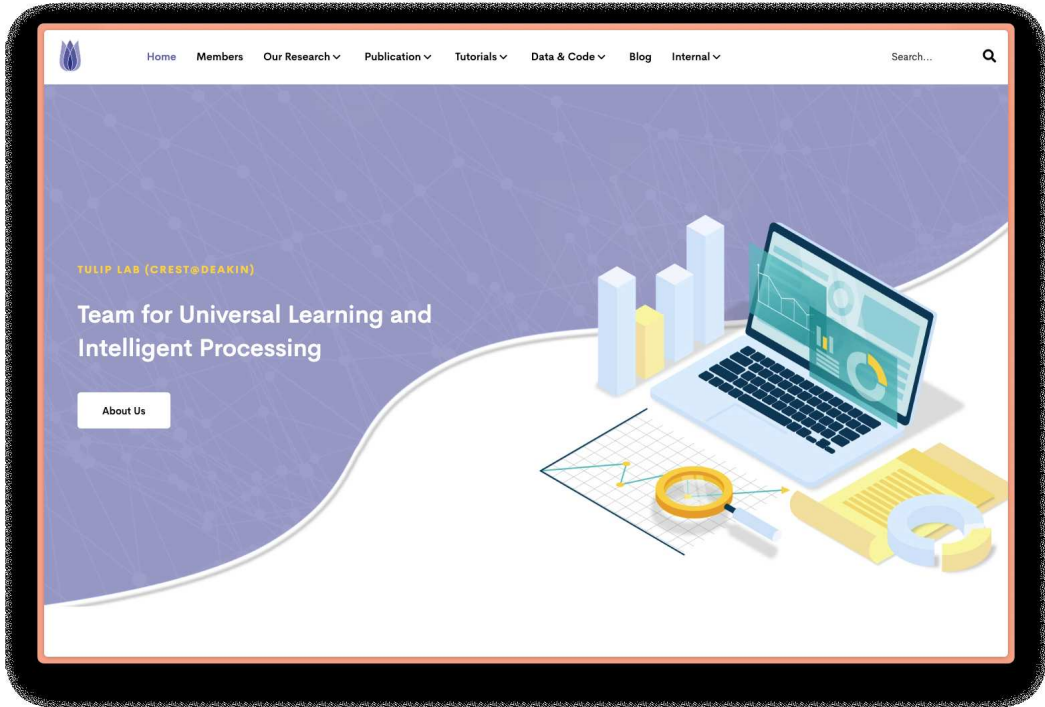 Home Members Our Research Publication Tutorials Data & Code Blog Internal Search...
TULIP LAB (CREST@DEAKIN)
Team for Universal Learning and
Intelligent Processing
About Us